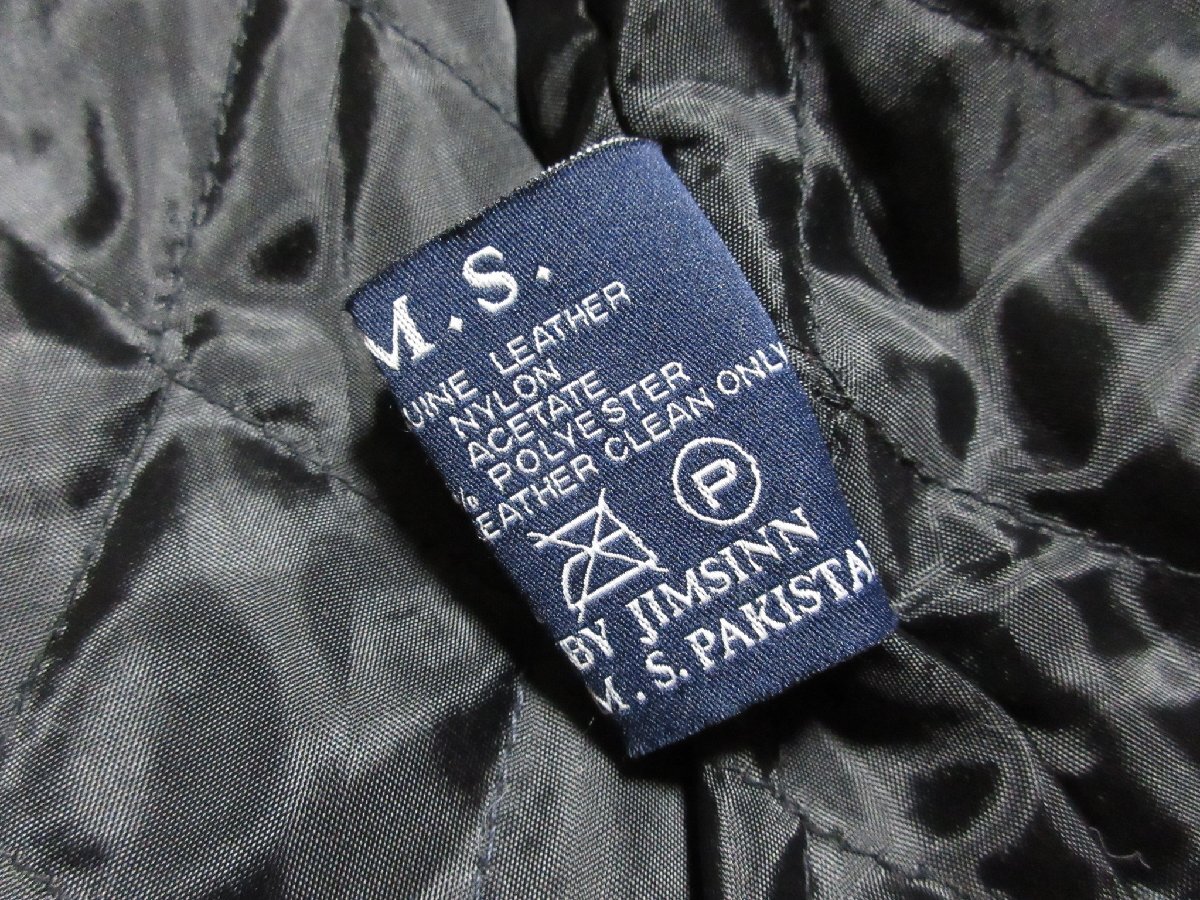 M.S.
UINE LEATHER
NYLON
ACETATE
% POLYESTER
EATHER CLEAN ONLY
P
BY JIMSINN
M.S. PAKISTA